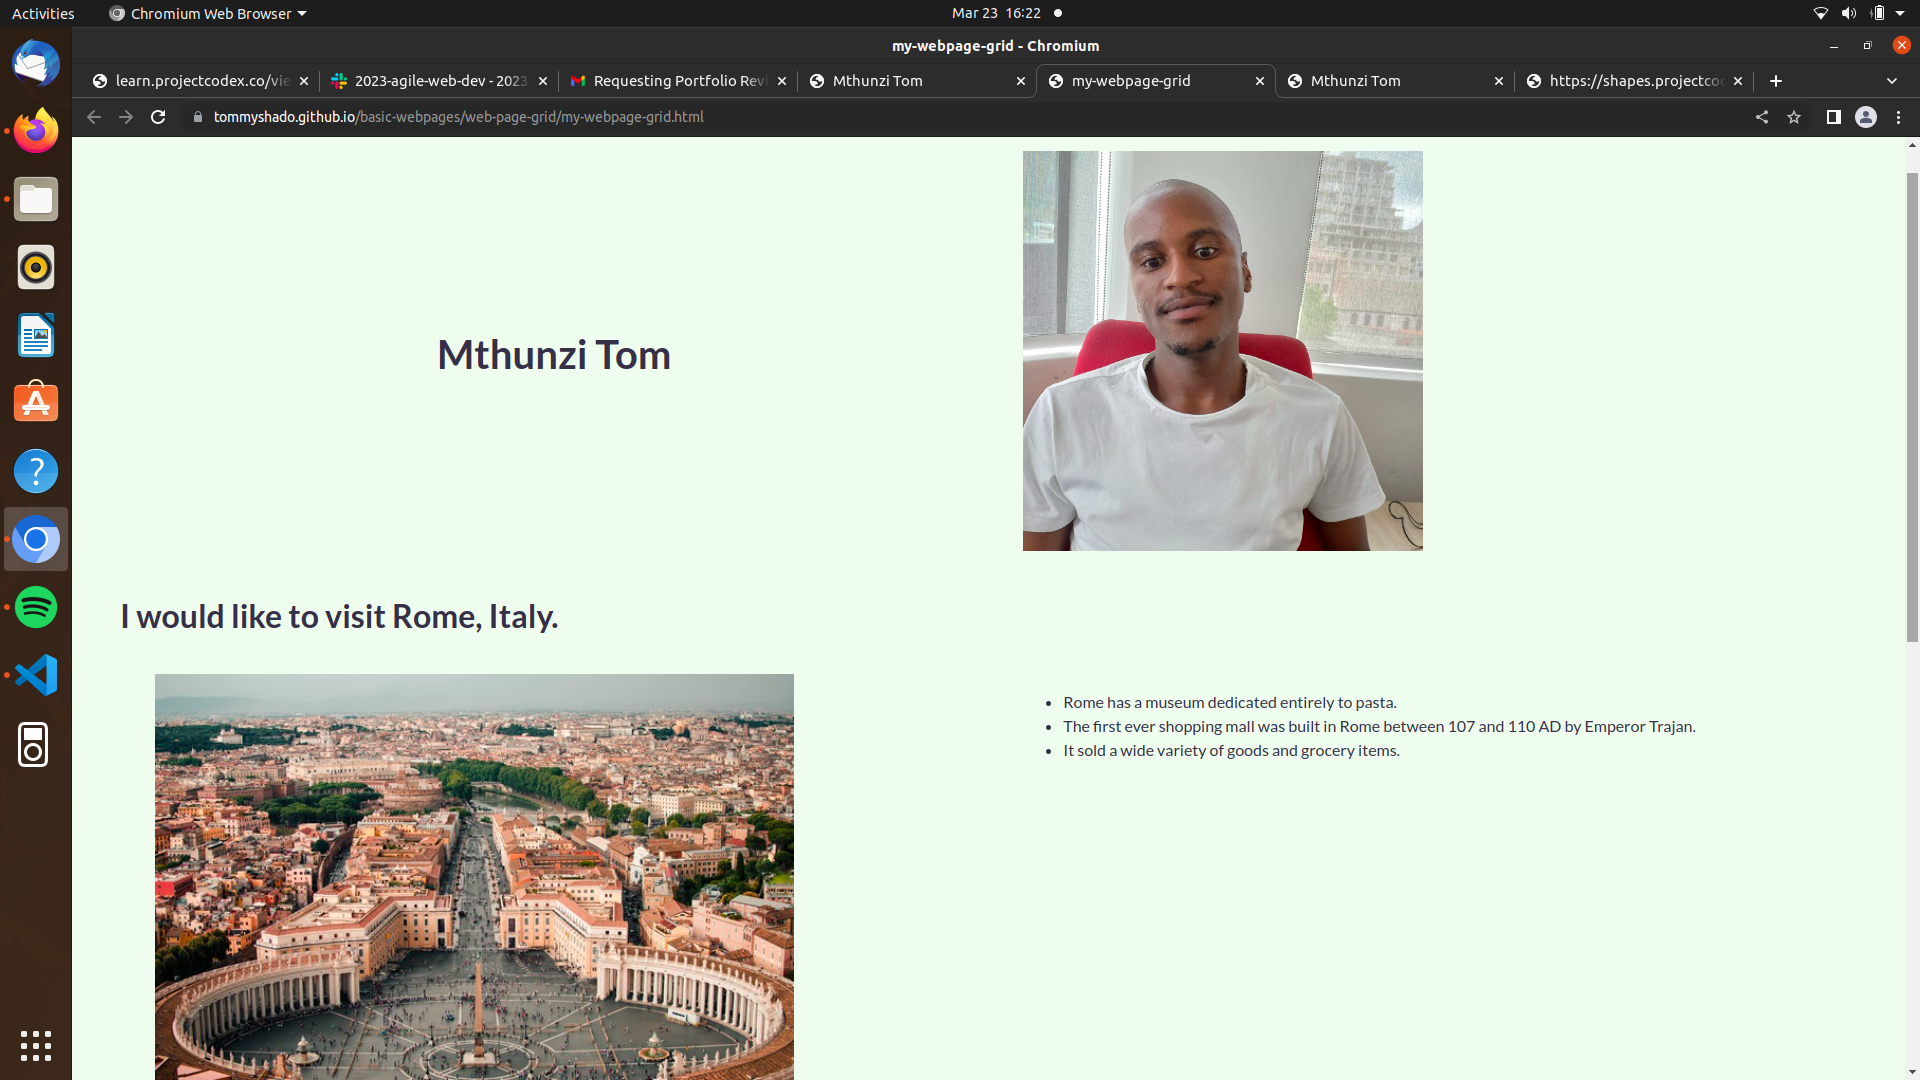 Activities
Chromium Web Browser
Mar 23 16:22
my-webpage-grid - Chromium
learn.projectcodex.co/vie
2023-agile-web-dev - 2023
Requesting Portfolio Revi
Mthunzi Tom
my-webpage-grid
Mthunzi Tom
https://shapes.projectcod
tommyshado.github.io/basic-webpages/web-page-grid/my-webpage-grid.html
Mthunzi Tom
I would like to visit Rome, Italy.
• Rome has a museum dedicated entirely to pasta.
• The first ever shopping mall was built in Rome between 107 and 110 AD by Emperor Trajan.
• It sold a wide variety of goods and grocery items.